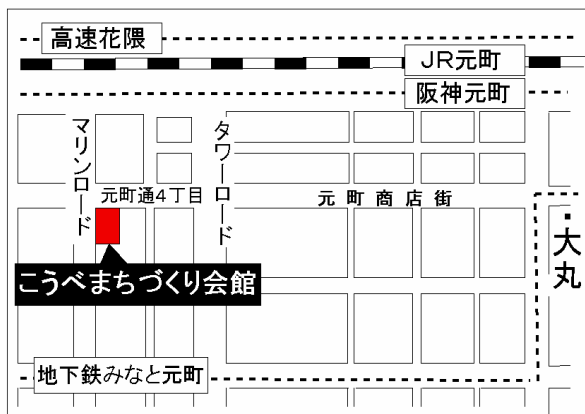 高速花隈
JR元町
阪神元町
マリンロード
タワーロード
元町通4丁目
元町商店街
・大丸
こうべまちづくり会館
地下鉄みなと元町